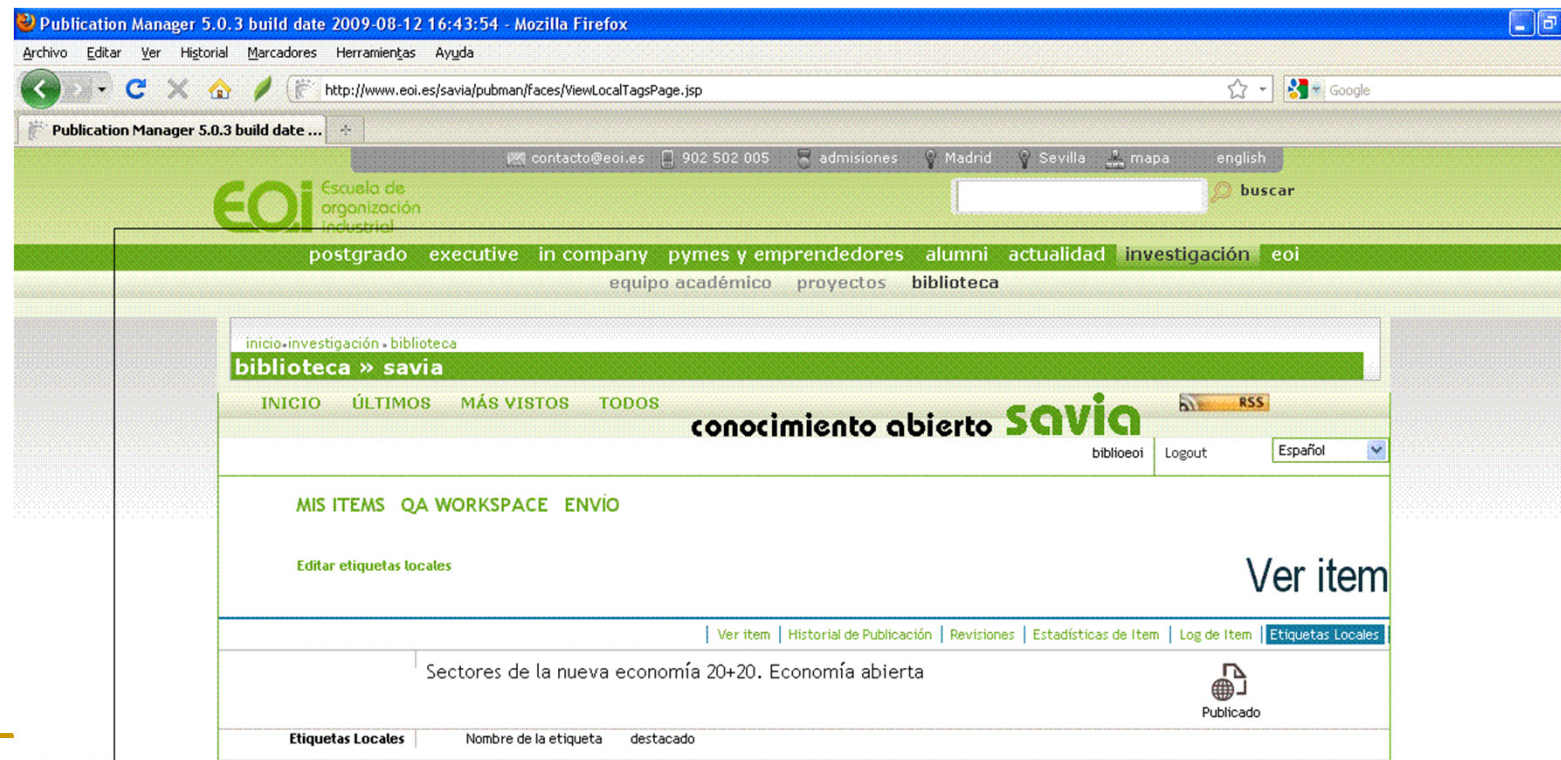 Publication Manager 5.0.3 build date 2009-08-12 16:43:54 - Mozilla Firefox
Archivo Editar Ver Historial Marcadores Herramientas Ayuda
http://www.eoi.es/savia/pubman/faces/ViewLocalTagsPage.jsp Google
Publication Manager 5.0.3 build date ...
contacto@eoi.es 902 502 005 admisiones Madrid Sevilla mapa english
eoi Escuela de organización industrial
buscar
postgrado executive in company pymes y emprendedores alumni actualidad investigación eoi
equipo académico proyectos biblioteca
inicio investigación biblioteca
biblioteca » savia
INICIO ÚLTIMOS MÁS VISTOS TODOS
conocimiento abierto savia RSS
biblioeoi Logout Español
MIS ITEMS QA WORKSPACE ENVÍO
Editar etiquetas locales
Ver item
Ver item Historial de Publicación Revisiones Estadísticas de Item Log de Item Etiquetas Locales
Sectores de la nueva economía 20+20. Economía abierta
Publicado
Etiquetas Locales Nombre de la etiqueta destacado